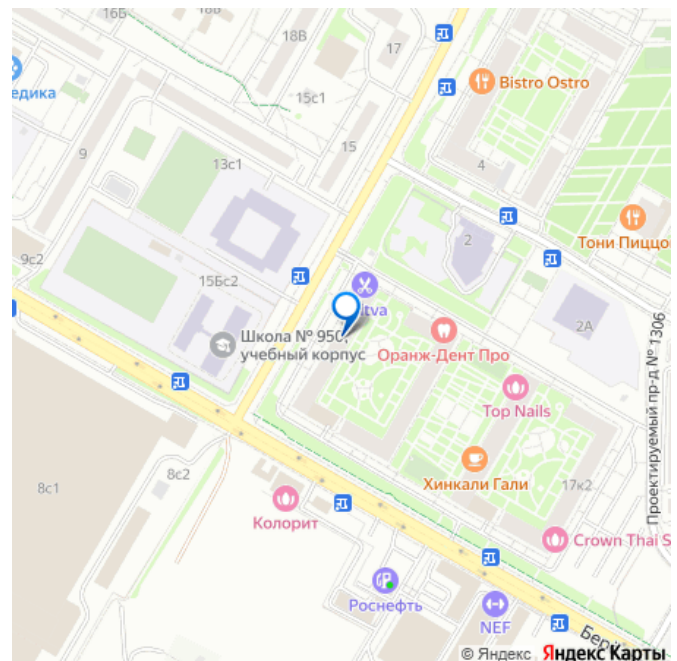 16В
16Б
18В
17
Bistro Ostro
едика
15с1
9
15
13с1
4
Тони Пиццо
2
9с2
15Бс2
2А
Школа № 950,
учебный корпус
Оранж-Дент Про
Top Nails
Проектируемый пр-д № 1306
Хинкали Гали
17к2
8с2
8с1
Колорит
Crown Thai S
Роснефть
NEF
© Яндекс Яндекс Карты